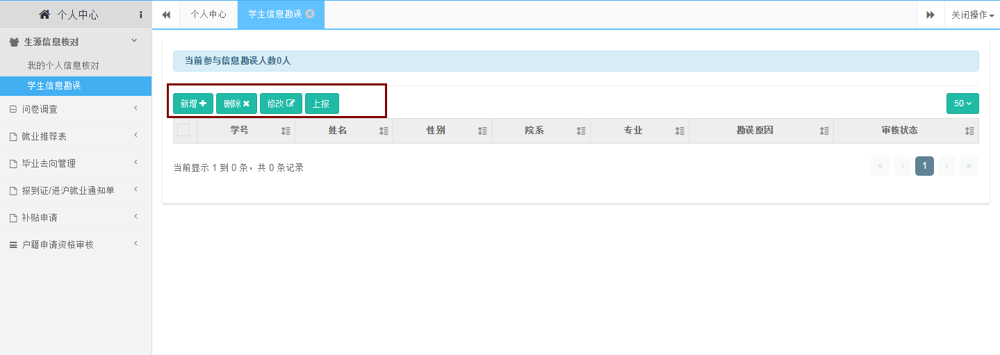 个人中心
个人中心
学生信息勘误
关闭操作
生源信息核对
我的个人信息核对
学生信息勘误
问卷调查
就业推荐表
毕业去向管理
报到证/进沪就业通知单
补贴申请
户籍申请资格审核
当前参与信息勘误人数0人
新增 删除 修改 上报
50
学号 姓名 性别 院系 专业 勘误原因 审核状态
当前显示 1 到 0 条，共 0 条记录
« ‹ 1 › »